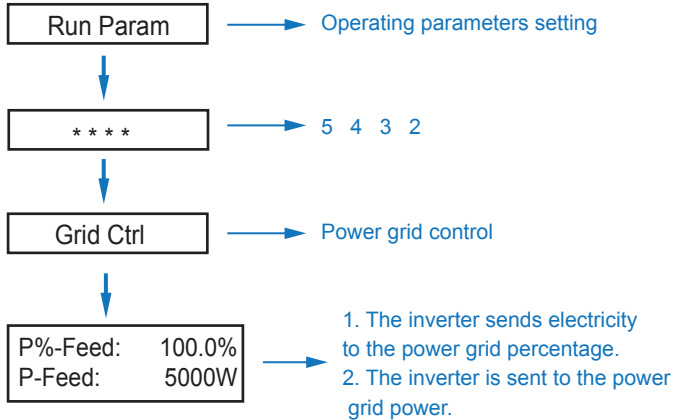 Run Param
Operating parameters setting
* * * *
5 4 3 2
Grid Ctrl
Power grid control
P%-Feed: 100.0%
P-Feed: 5000W
1. The inverter sends electricity
to the power grid percentage.
2. The inverter is sent to the power
grid power.